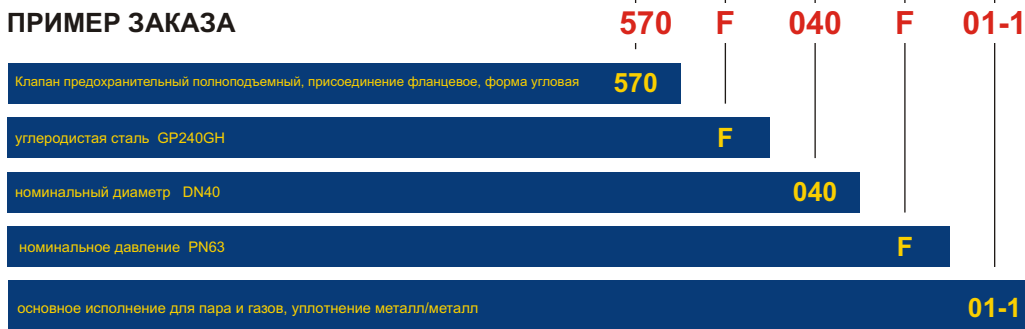 ПРИМЕР ЗАКАЗА 570 F 040 F 01-1
Клапан предохранительный полноподъемный, присоединение фланцевое, форма угловая 570
углеродистая сталь GP240GH F
номинальный диаметр DN40 040
номинальное давление PN63 F
основное исполнение для пара и газов, уплотнение металл/металл 01-1